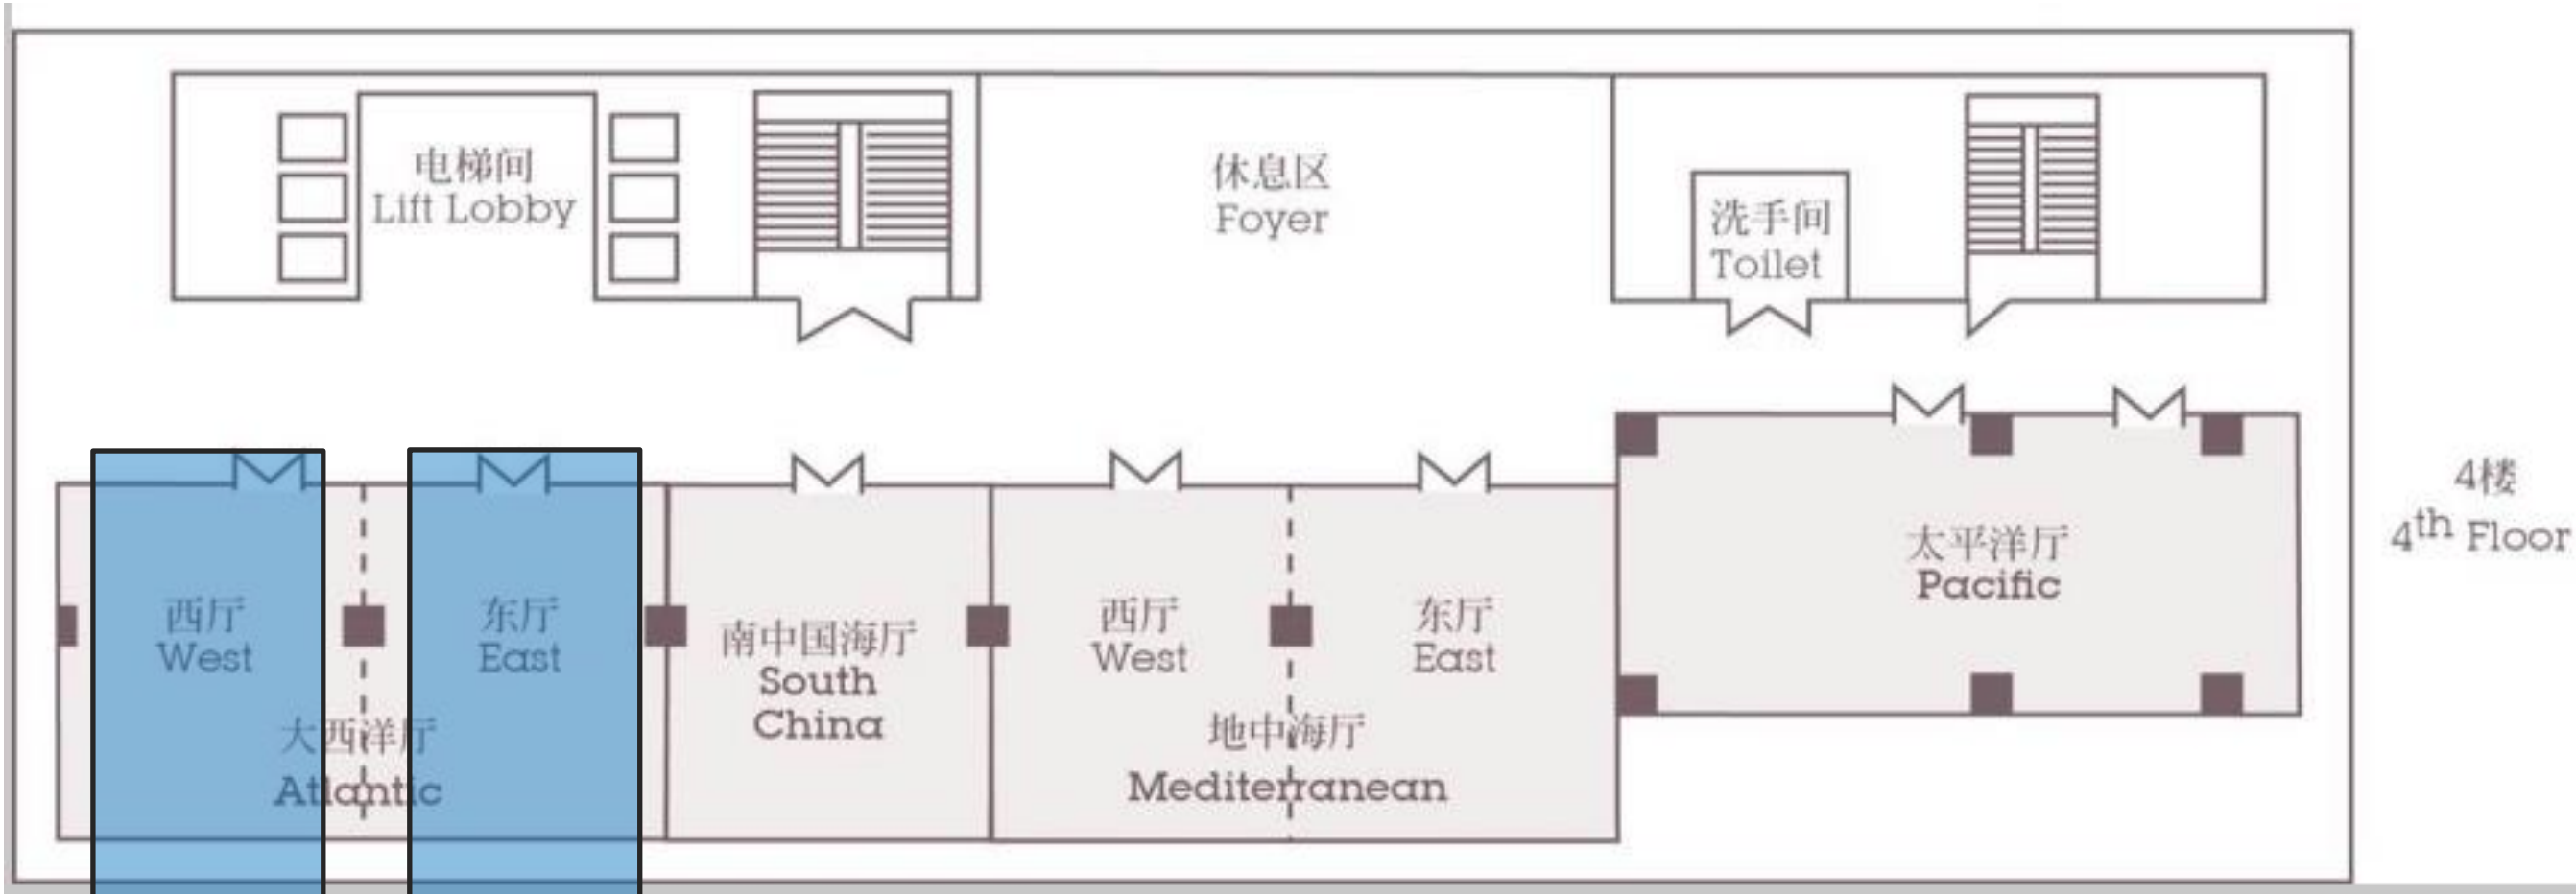 电梯间
Lift Lobby
休息区
Foyer
洗手间
Toilet
西厅
West
东厅
East
大西洋厅
Atlantic
南中国海厅
South
China
西厅
West
东厅
East
地中海厅
Mediterranean
太平洋厅
Pacific
4楼
4th Floor